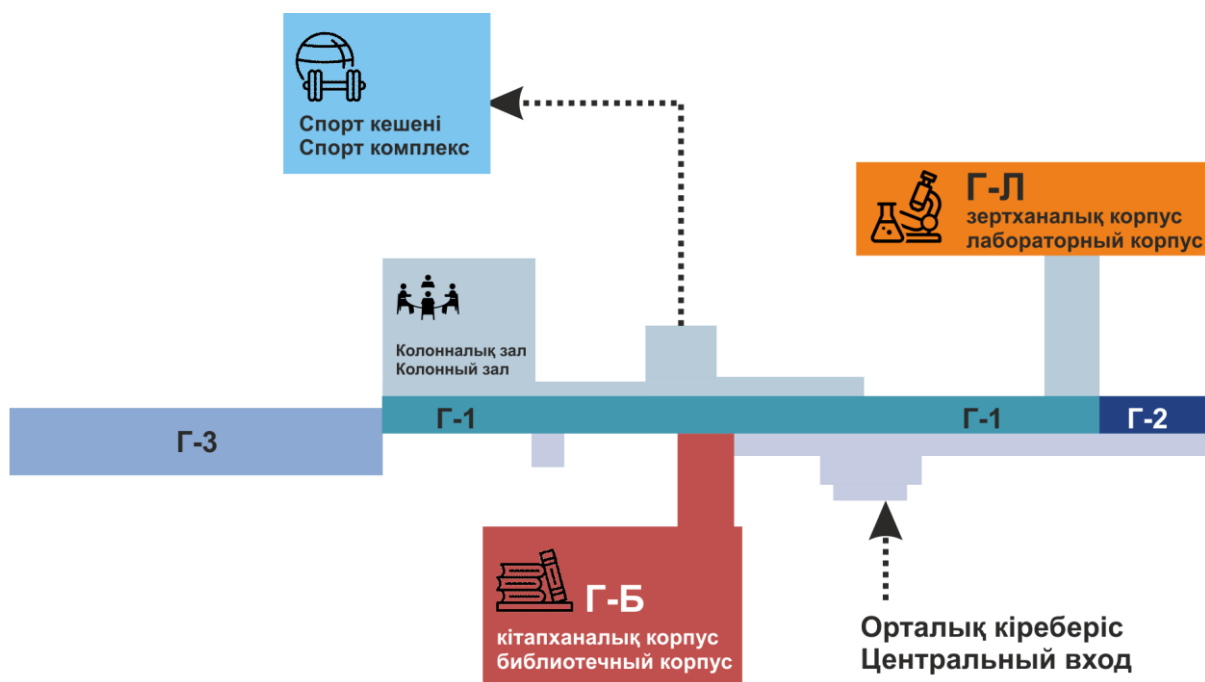 Спорт кешені
Спорт комплекс
Г-Л
зертханалық корпус
лабораторный корпус
Колонналық зал
Колонный зал
Г-3
Г-1
Г-1
Г-2
Г-Б
кітапханалық корпус
библиотечный корпус
Орталық кіреберіс
Центральный вход